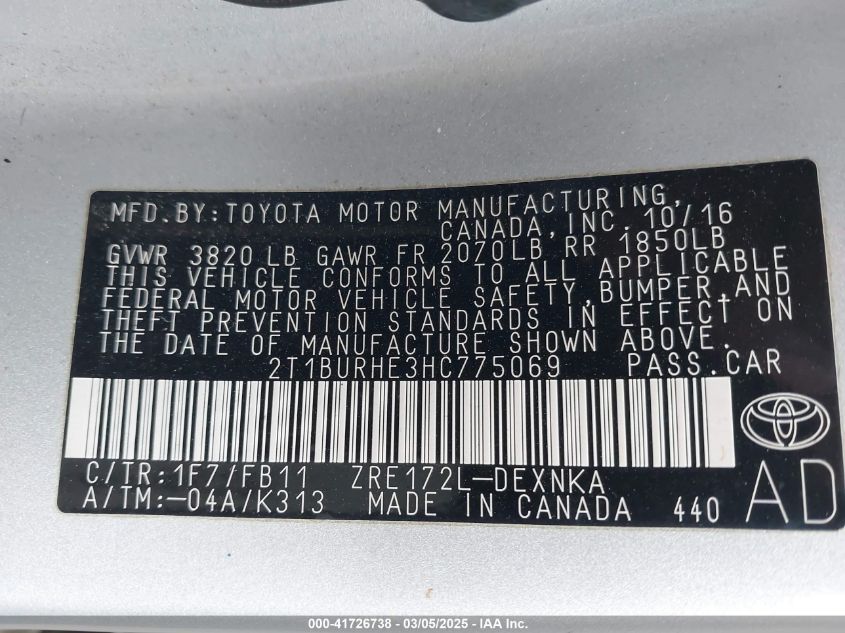 MFD.BY:TOYOTA MOTOR MANUFACTURING,
CANADA,INC. 10/16
GVWR 3820 LB GAWR FR 2070LB RR 1850LB
THIS VEHICLE CONFORMS TO ALL APPLICABLE
FEDERAL MOTOR VEHICLE SAFETY,BUMPER,AND
THEFT PREVENTION STANDARDS IN EFFECT ON
THE DATE OF MANUFACTURE SHOWN ABOVE.
2T1BURHE3HC775069 PASS.CAR
C/TR:1F7/FB11 ZRE172L-DEXNKA
A/TM:-04A/K313 MADE IN CANADA 440 AD
000-41726738 - 03/05/2025 - IAA Inc.